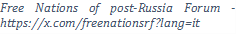 Free Nations of post-Russia Forum -
https://x.com/freenationsrf?lang=it